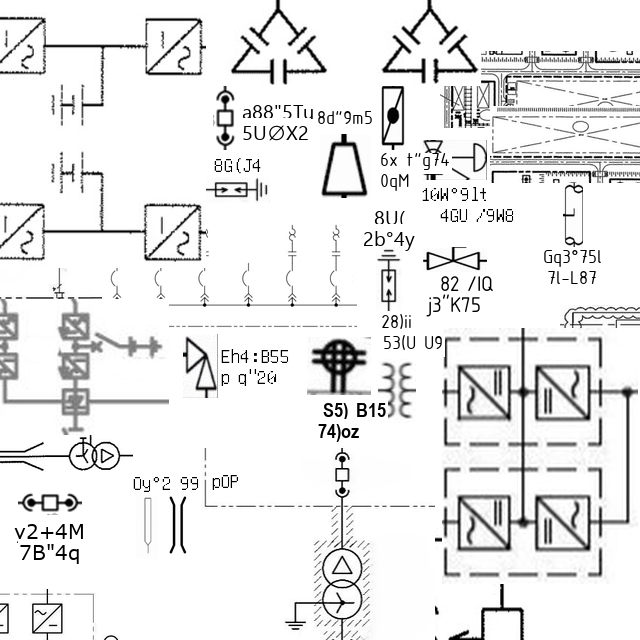 a88"5Tu
5UØX2
8d"9m5
8G(J4
6x t"g74
0qM
10W°9lt
4GU /9W8
8U(
2b°4y
Gq3°75l
7l-L87
82 /IQ
j3"K75
28)ii
53(U U9
Eh4:B55
p q"20
S5) B15
74)oz
0y°2 99 pOP
v2+4M
7B"4q